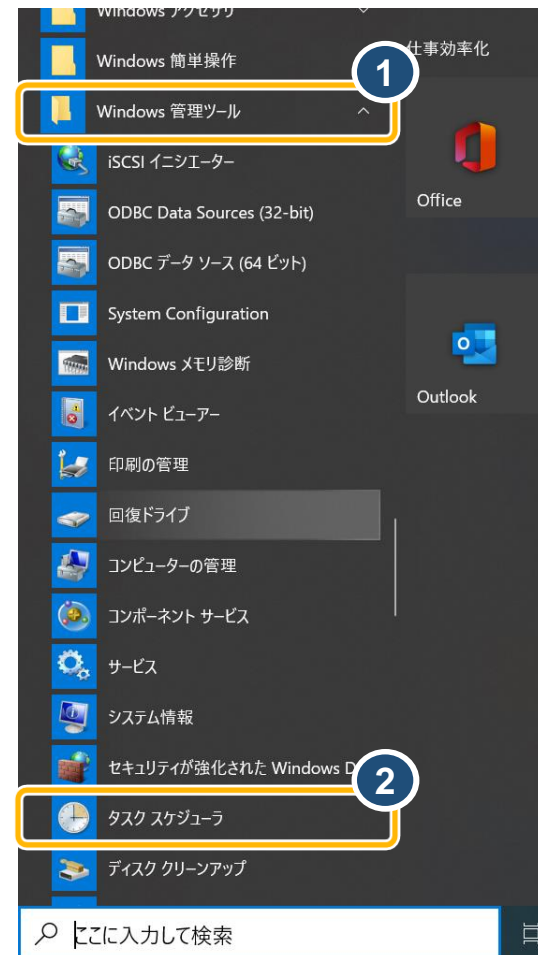 Windows アクセサリ
仕事効率化
Windows 簡単操作
1
Windows 管理ツール
iSCSI イニシエーター
Office
ODBC Data Sources (32-bit)
ODBC データ ソース (64 ビット)
System Configuration
Windows メモリ診断
Outlook
イベント ビューアー
印刷の管理
回復ドライブ
コンピューターの管理
コンポーネント サービス
サービス
システム情報
セキュリティが強化された Windows D
2
タスク スケジューラ
ディスク クリーンアップ
ここに入力して検索